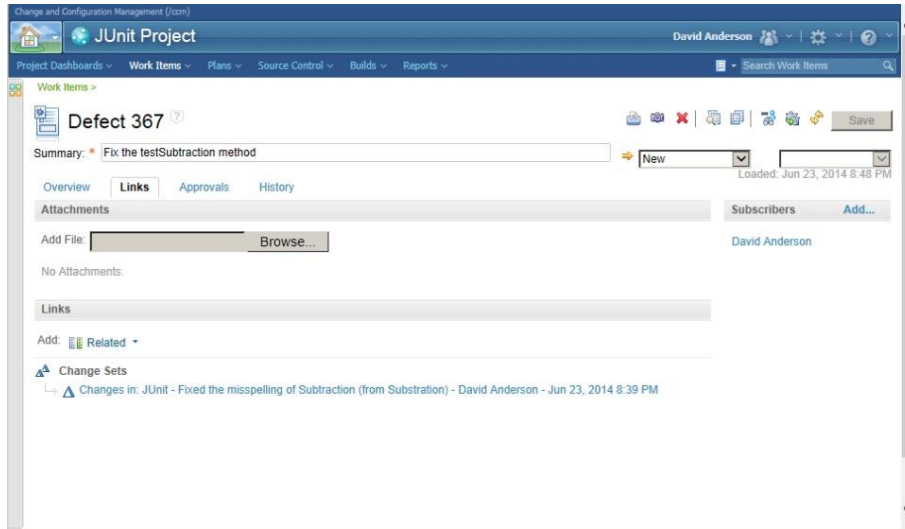 Change and Configuration Management (/ccm)
JUnit Project
David Anderson
Project Dashboards Work Items Plans Source Control Builds Reports Search Work Items
Work Items >
Defect 367 ?
Save
Summary: * Fix the testSubtraction method
New
Loaded: Jun 23, 2014 8:48 PM
Overview Links Approvals History
Attachments
Subscribers Add...
Add File: Browse...
David Anderson
No Attachments.
Links
Add: Related
Change Sets
Changes in: JUnit - Fixed the misspelling of Subtraction (from Substration) - David Anderson - Jun 23, 2014 8:39 PM